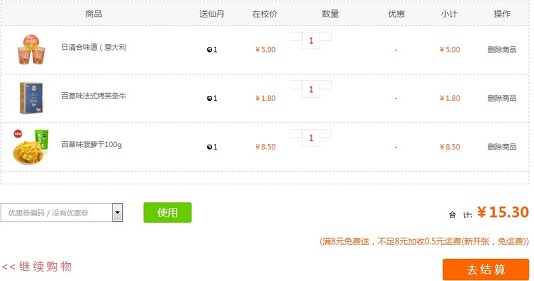 商品 送仙丹 在校价 数量 优惠 小计 操作
日清合味道（意大利 1 ￥5.00 1 - ￥5.00 删除商品
百意味法式烤芙条牛 1 ￥1.80 1 - ￥1.80 删除商品
百意味菠萝干100g 1 ￥8.50 1 - ￥8.50 删除商品
优惠券编码 / 没有优惠券 使用 合 计: ￥15.30
(满8元免费送，不足8元加收0.5元运费(新开张，免运费))
<< 继 续 购 物 去 结 算